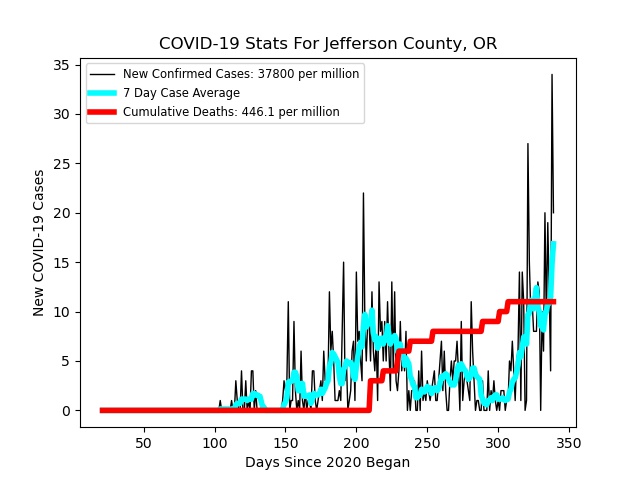 COVID-19 Stats For Jefferson County, OR
New Confirmed Cases: 37800 per million
7 Day Case Average
Cumulative Deaths: 446.1 per million
New COVID-19 Cases
35
30
25
20
15
10
5
0
50
100
150
200
250
300
350
Days Since 2020 Began